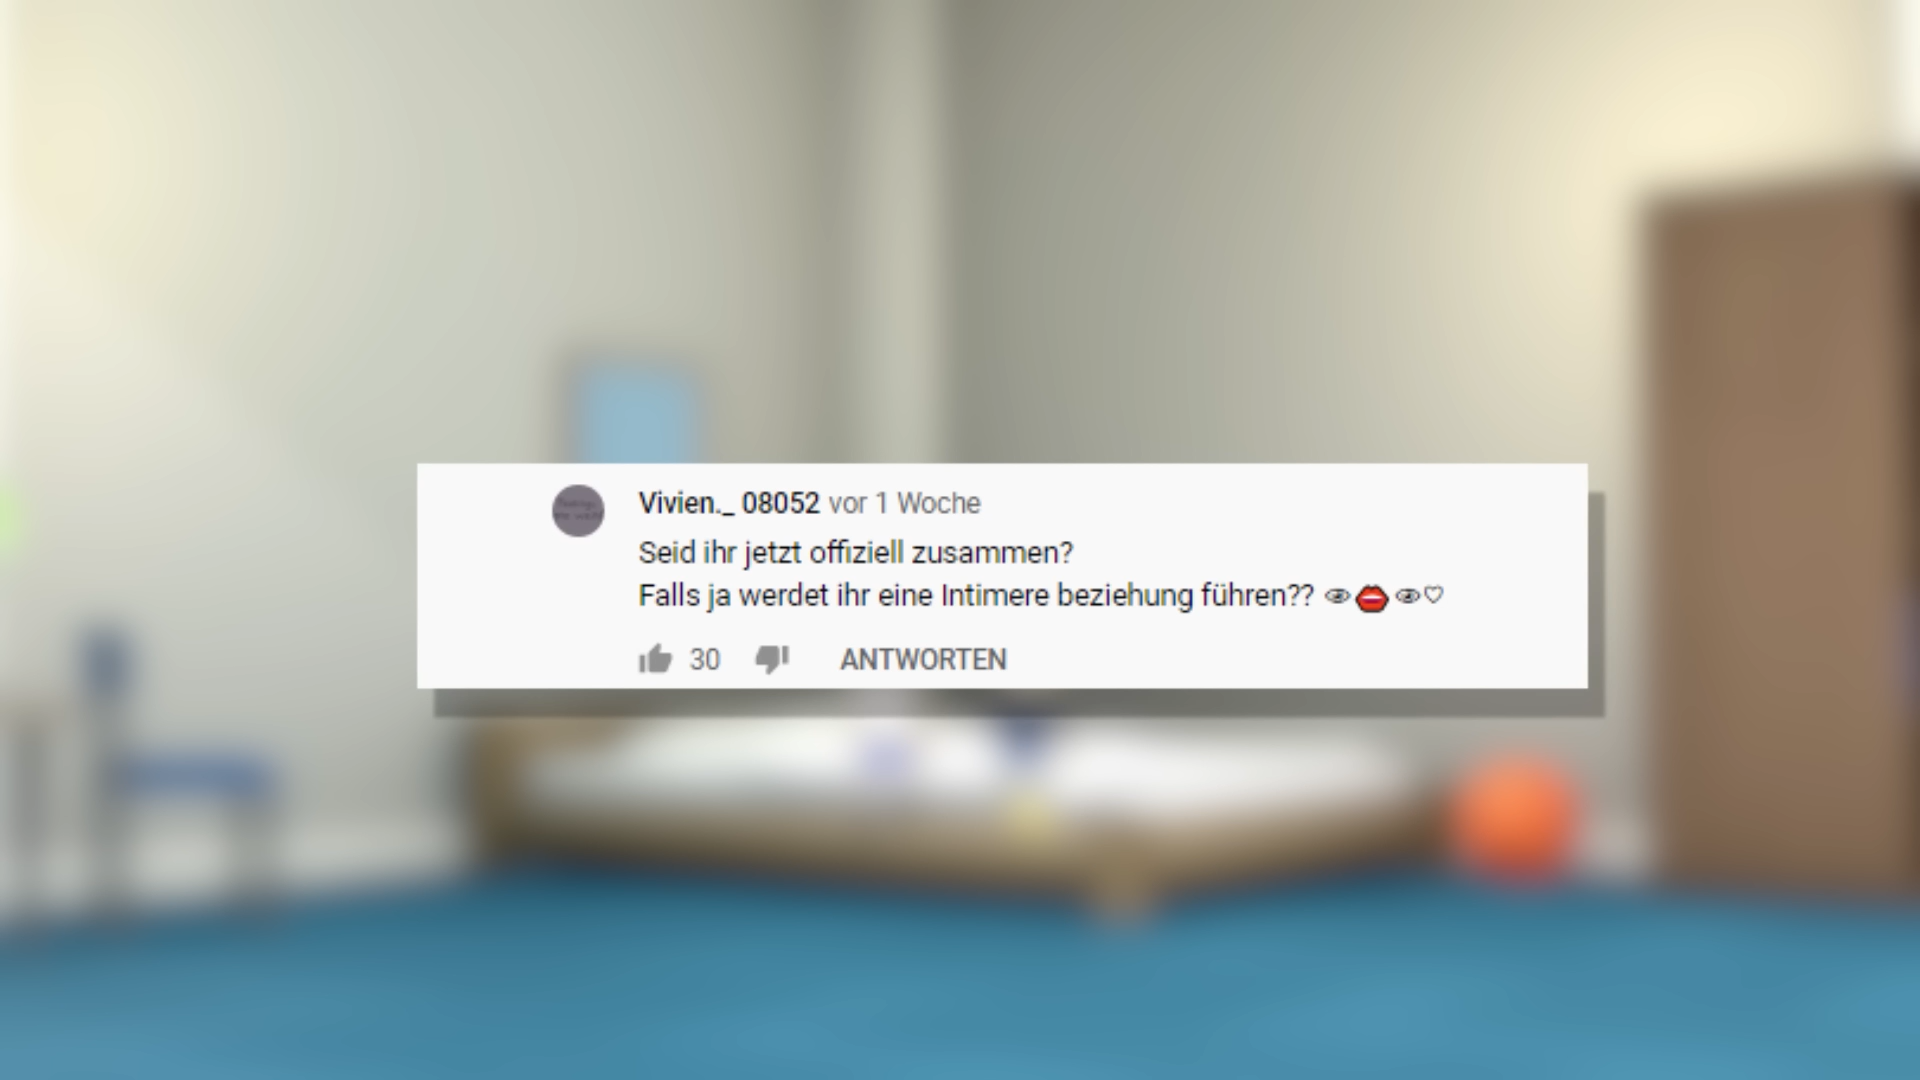 Vivien._ 08052 vor 1 Woche
Seid ihr jetzt offiziell zusammen?
Falls ja werdet ihr eine Intimere beziehung führen?? 👁👄👁♡
30 ANTWORTEN